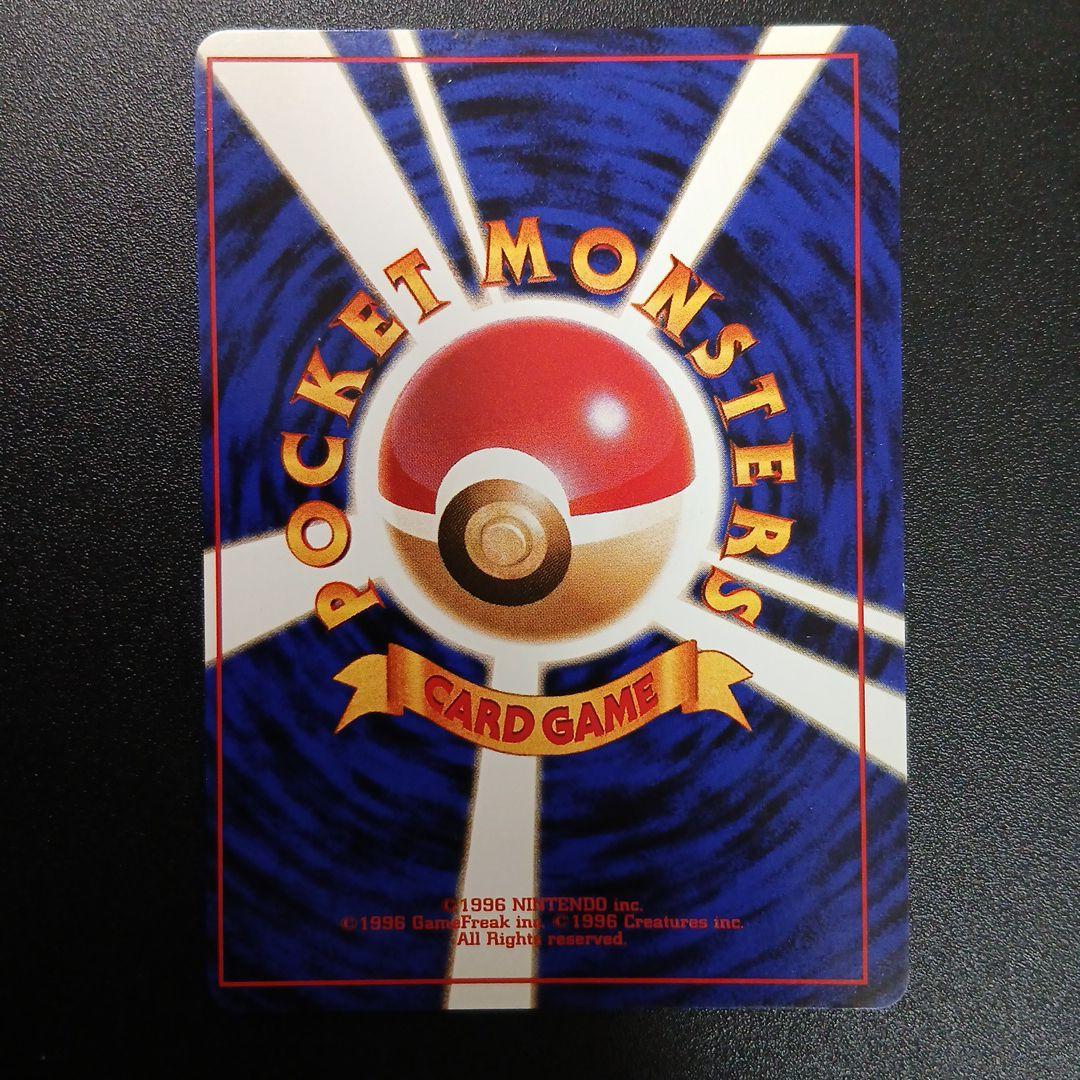 POCKET MONSTERS
CARD GAME
©1996 NINTENDO inc.
©1996 GameFreak inc. ©1996 Creatures inc.
All Rights reserved.